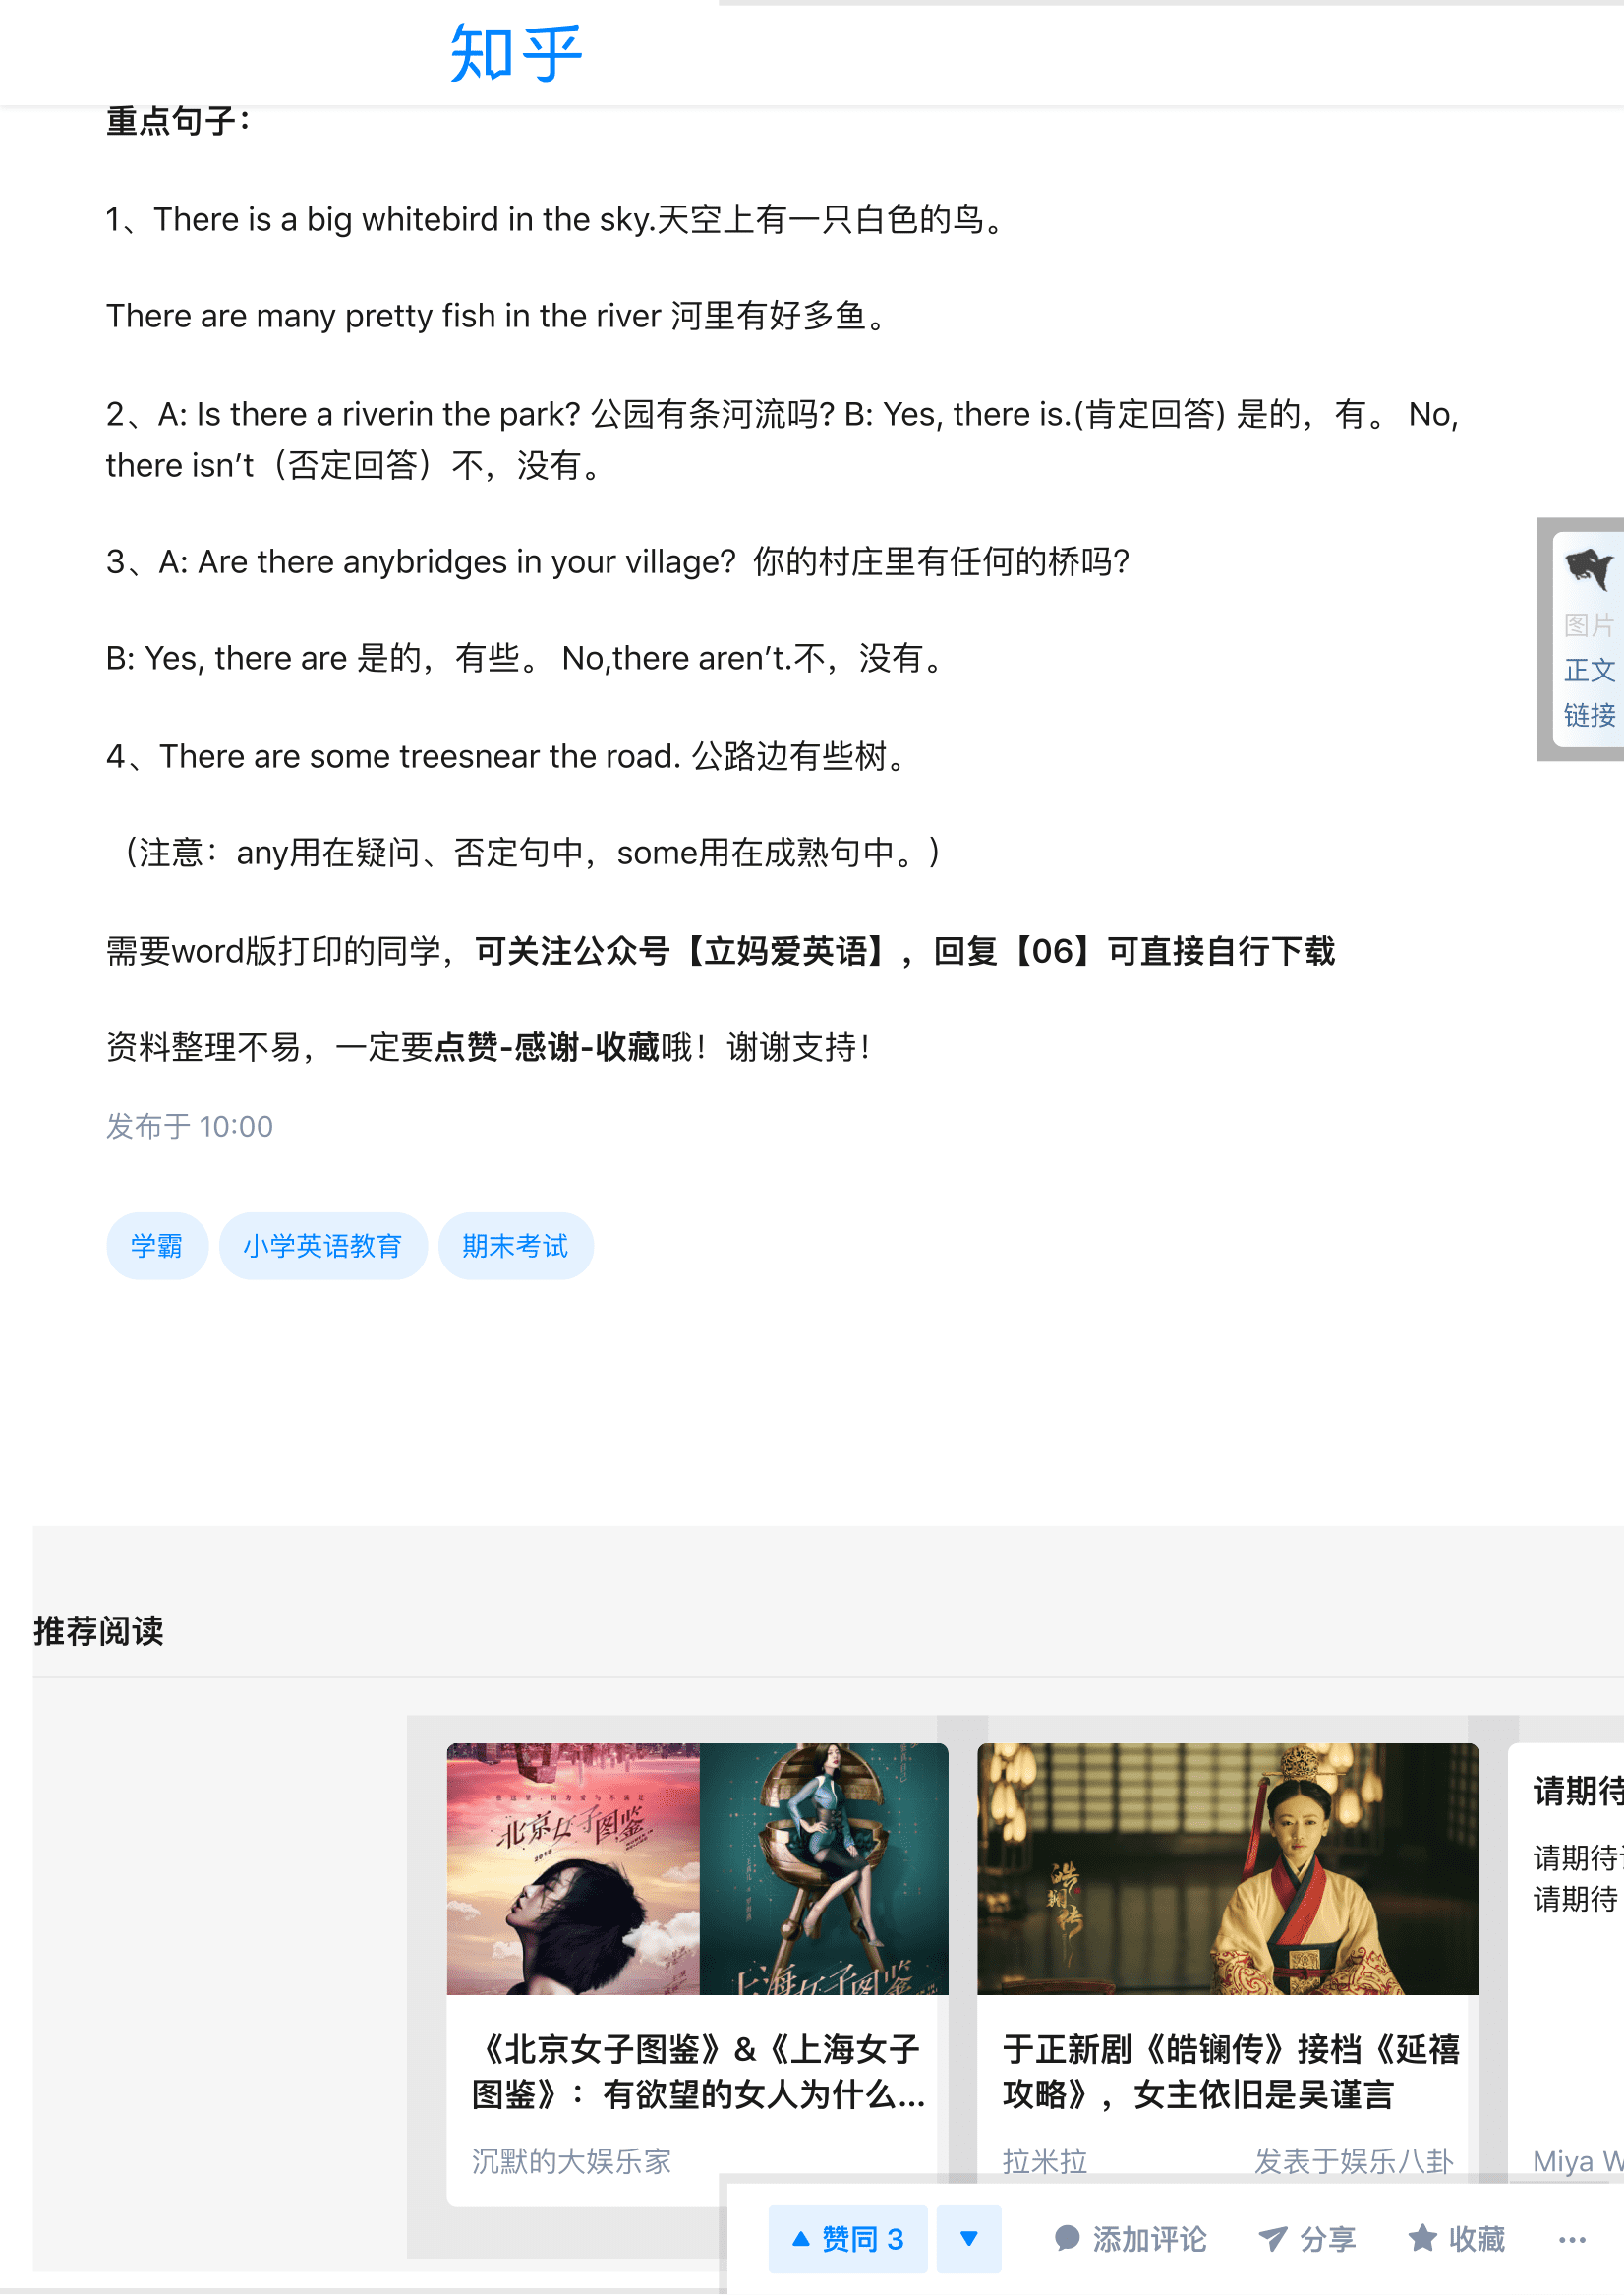 知乎
重点句子：
1、There is a big whitebird in the sky.天空上有一只白色的鸟。
There are many pretty fish in the river 河里有好多鱼。
2、A: Is there a riverin the park? 公园有条河流吗? B: Yes, there is.(肯定回答) 是的，有。 No,
there isn’t（否定回答）不，没有。
3、A: Are there anybridges in your village？你的村庄里有任何的桥吗?
B: Yes, there are 是的，有些。 No,there aren’t.不，没有。
4、There are some treesnear the road. 公路边有些树。
（注意：any用在疑问、否定句中，some用在成熟句中。）
需要word版打印的同学，可关注公众号【立妈爱英语】，回复【06】可直接自行下载
资料整理不易，一定要点赞-感谢-收藏哦！谢谢支持！
发布于 10:00
学霸 小学英语教育 期末考试
图片
正文
链接
推荐阅读
北京女子图鉴
上海女子图鉴
皓镧传
《北京女子图鉴》&《上海女子
图鉴》：有欲望的女人为什么...
沉默的大娱乐家
于正新剧《皓镧传》接档《延禧
攻略》，女主依旧是吴谨言
拉米拉 发表于娱乐八卦
请期待
请期待
请期待
Miya W
赞同 3 添加评论 分享 收藏 ...